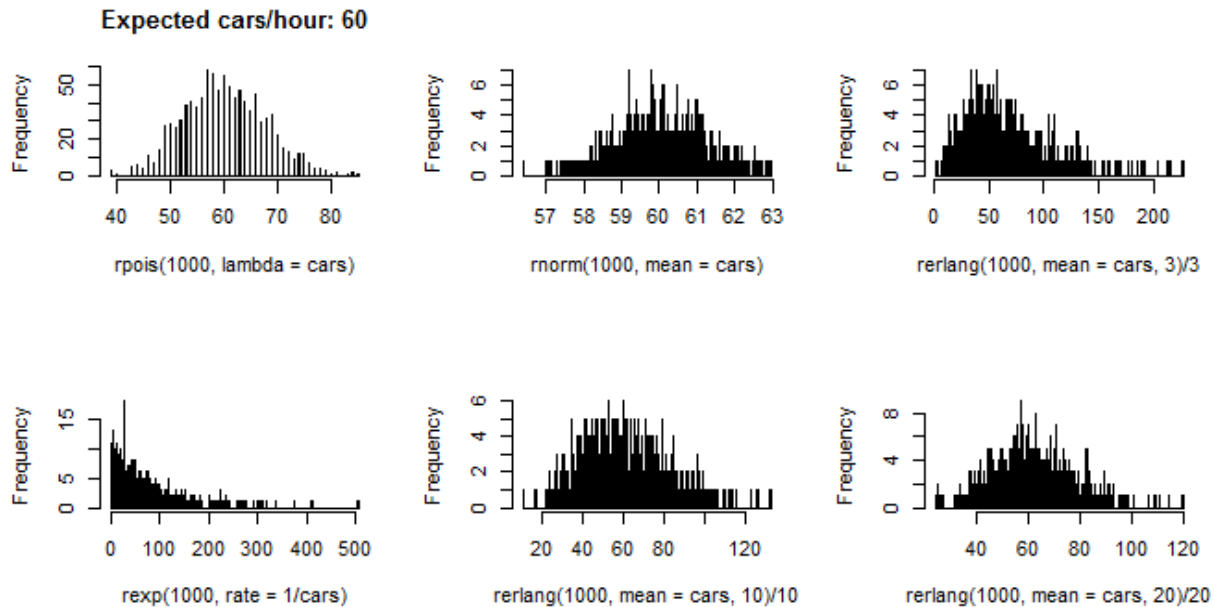 Expected cars/hour: 60
Frequency
0 20 50
40 50 60 70 80
rpois(1000, lambda = cars)
Frequency
0 2 4 6
57 58 59 60 61 62 63
rnorm(1000, mean = cars)
Frequency
0 2 4 6
0 50 100 150 200
rerlang(1000, mean = cars, 3)/3
Frequency
0 5 15
0 100 200 300 400 500
rexp(1000, rate = 1/cars)
Frequency
0 2 4 6
20 40 60 80 120
rerlang(1000, mean = cars, 10)/10
Frequency
0 4 8
40 60 80 100 120
rerlang(1000, mean = cars, 20)/20